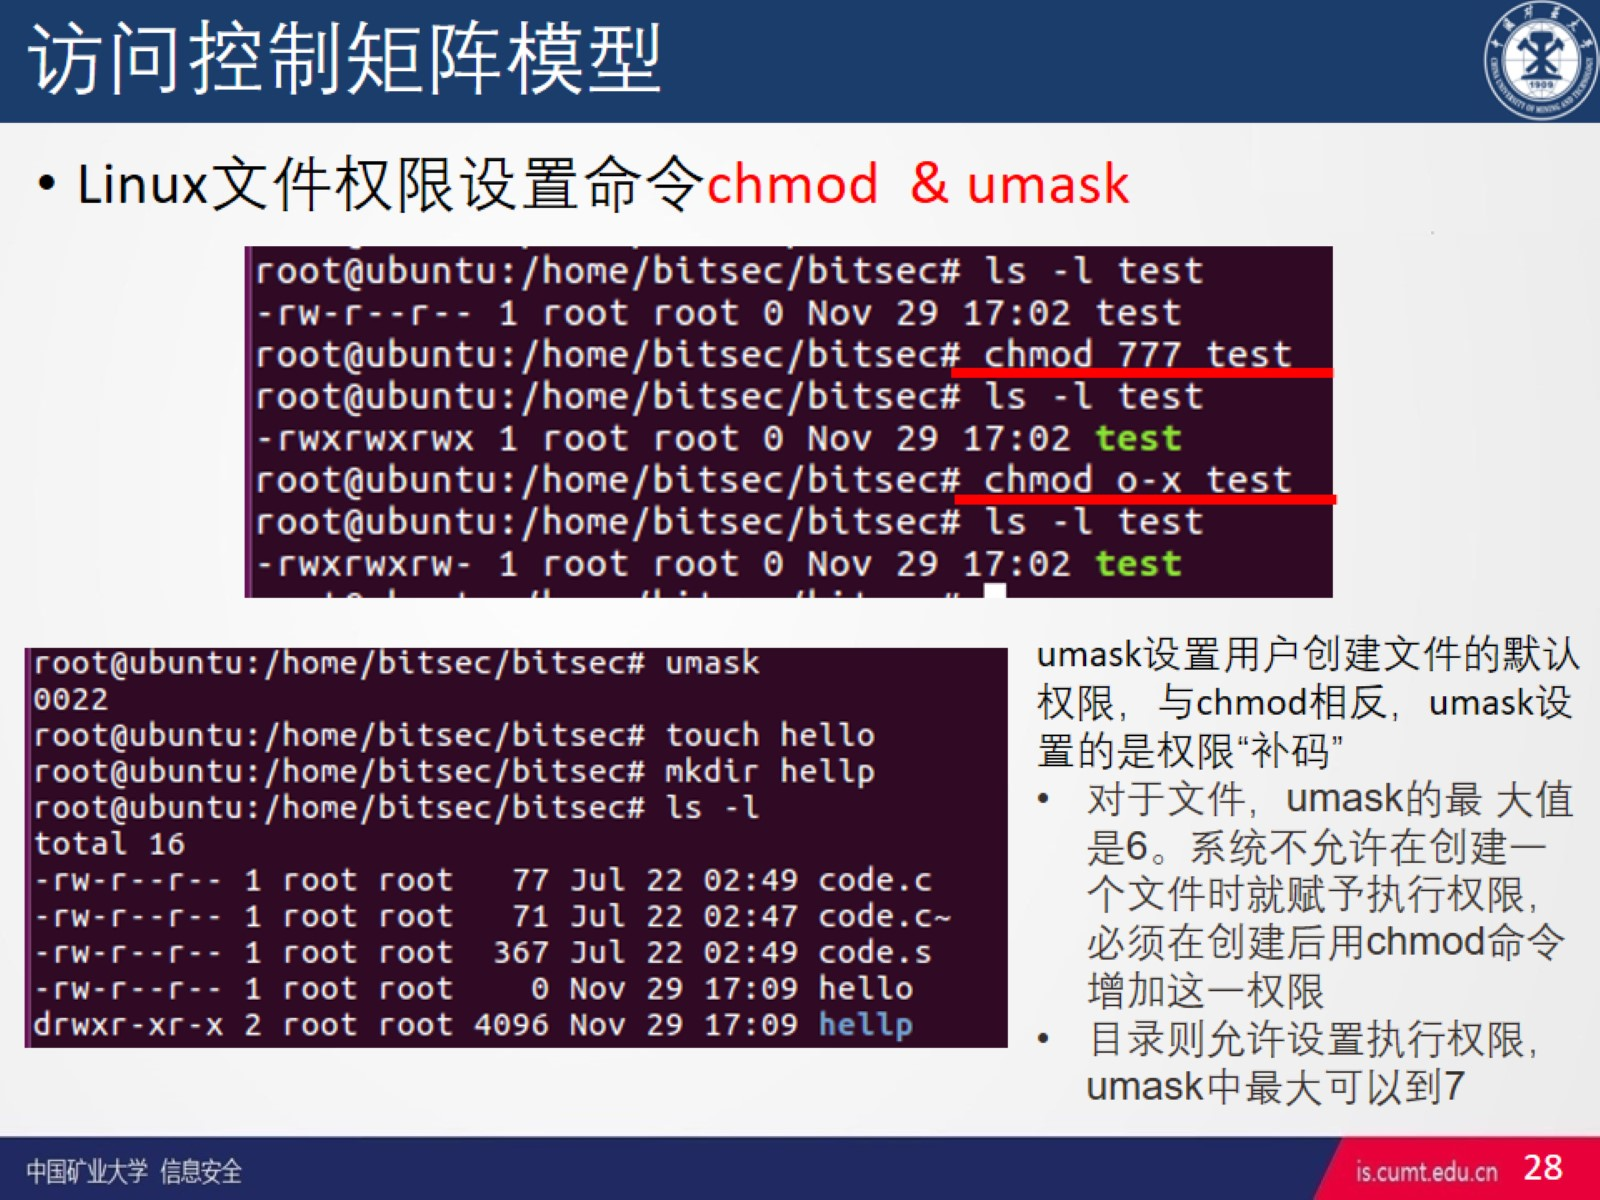 访问控制矩阵模型
• Linux文件权限设置命令chmod & umask
root@ubuntu:/home/bitsec/bitsec# ls -l test
-rw-r--r-- 1 root root 0 Nov 29 17:02 test
root@ubuntu:/home/bitsec/bitsec# chmod 777 test
root@ubuntu:/home/bitsec/bitsec# ls -l test
-rwxrwxrwx 1 root root 0 Nov 29 17:02 test
root@ubuntu:/home/bitsec/bitsec# chmod o-x test
root@ubuntu:/home/bitsec/bitsec# ls -l test
-rwxrwxrw- 1 root root 0 Nov 29 17:02 test
root@ubuntu:/home/bitsec/bitsec# umask
0022
root@ubuntu:/home/bitsec/bitsec# touch hello
root@ubuntu:/home/bitsec/bitsec# mkdir hellp
root@ubuntu:/home/bitsec/bitsec# ls -l
total 16
-rw-r--r-- 1 root root   77 Jul 22 02:49 code.c
-rw-r--r-- 1 root root   71 Jul 22 02:47 code.c~
-rw-r--r-- 1 root root  367 Jul 22 02:49 code.s
-rw-r--r-- 1 root root    0 Nov 29 17:09 hello
drwxr-xr-x 2 root root 4096 Nov 29 17:09 hellp
umask设置用户创建文件的默认
权限，与chmod相反，umask设
置的是权限“补码”
• 对于文件，umask的最 大值
是6。系统不允许在创建一
个文件时就赋予执行权限，
必须在创建后用chmod命令
增加这一权限
• 目录则允许设置执行权限，
umask中最大可以到7
中国矿业大学 信息安全
is.cumt.edu.cn 28
1909